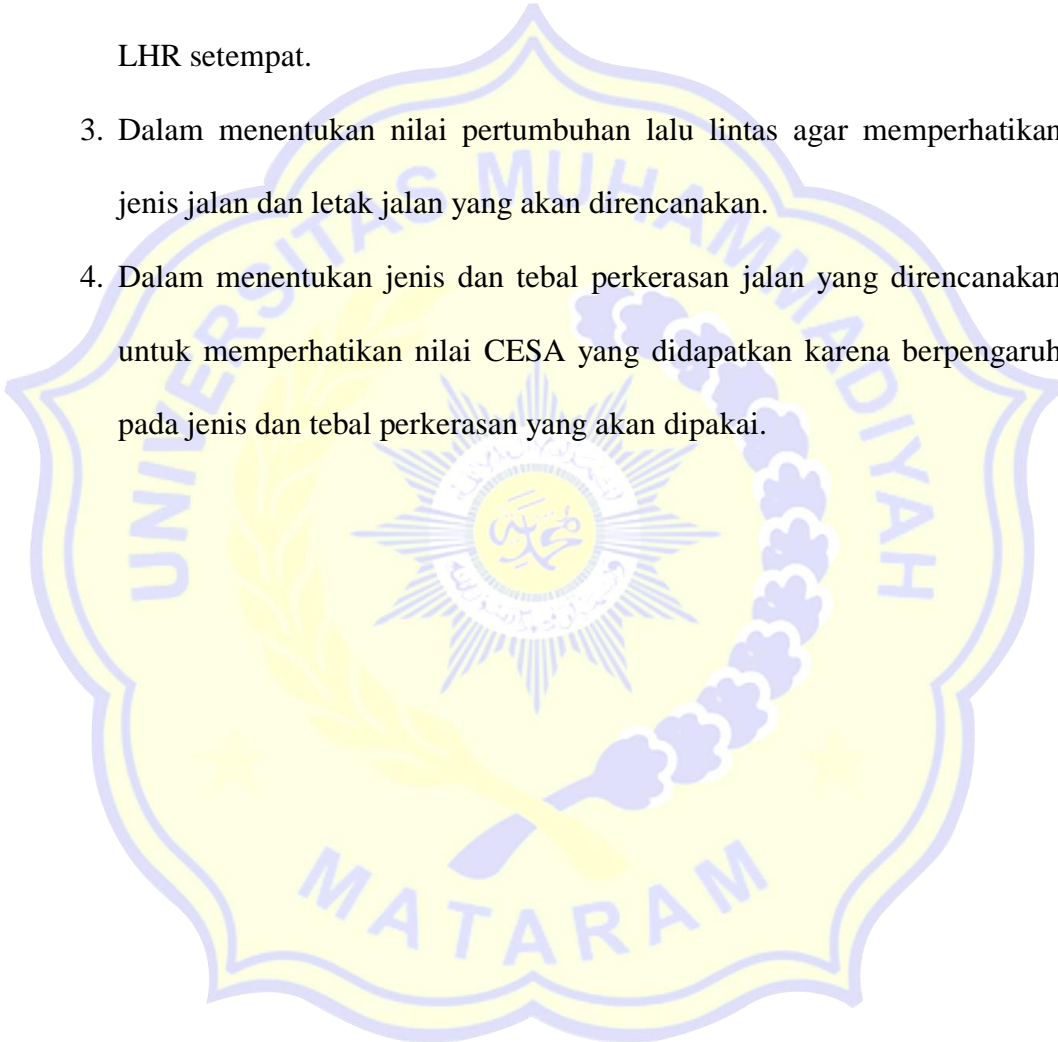 LHR setempat.
3. Dalam menentukan nilai pertumbuhan lalu lintas agar memperhatikan
jenis jalan dan letak jalan yang akan direncanakan.
4. Dalam menentukan jenis dan tebal perkerasan jalan yang direncanakan
untuk memperhatikan nilai CESA yang didapatkan karena berpengaruh
pada jenis dan tebal perkerasan yang akan dipakai.
UNIVERSITAS MUHAMMADIYAH
MATARAM